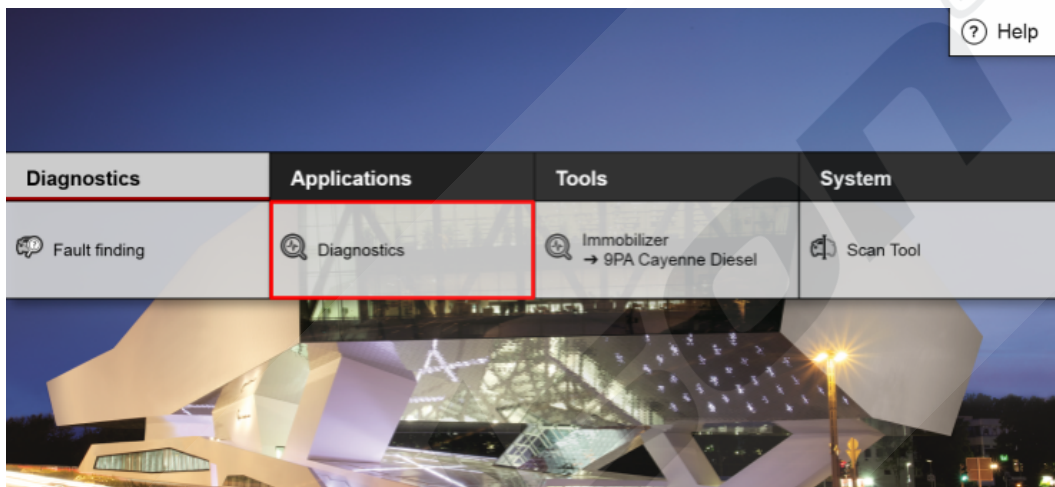 Help
Diagnostics
Applications
Tools
System
Fault finding
Diagnostics
Immobilizer
→ 9PA Cayenne Diesel
Scan Tool